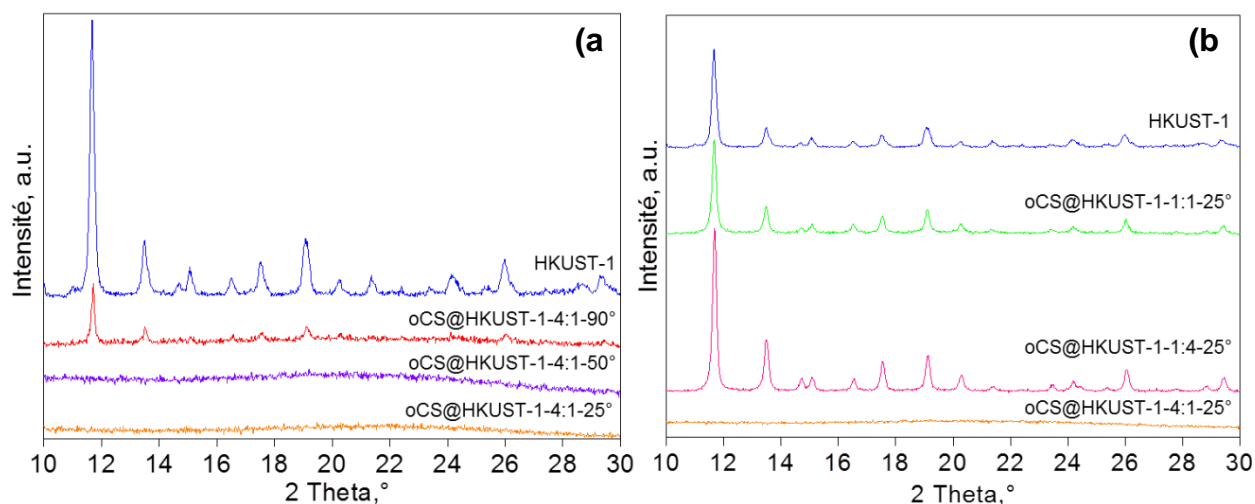 (a
Intensité, a.u.
HKUST-1
oCS@HKUST-1-4:1-90°
oCS@HKUST-1-4:1-50°
oCS@HKUST-1-4:1-25°
10 12 14 16 18 20 22 24 26 28 30
2 Theta,°
(b
Intensité, a.u.
HKUST-1
oCS@HKUST-1-1:1-25°
oCS@HKUST-1-1:4-25°
oCS@HKUST-1-4:1-25°
10 12 14 16 18 20 22 24 26 28 30
2 Theta,°